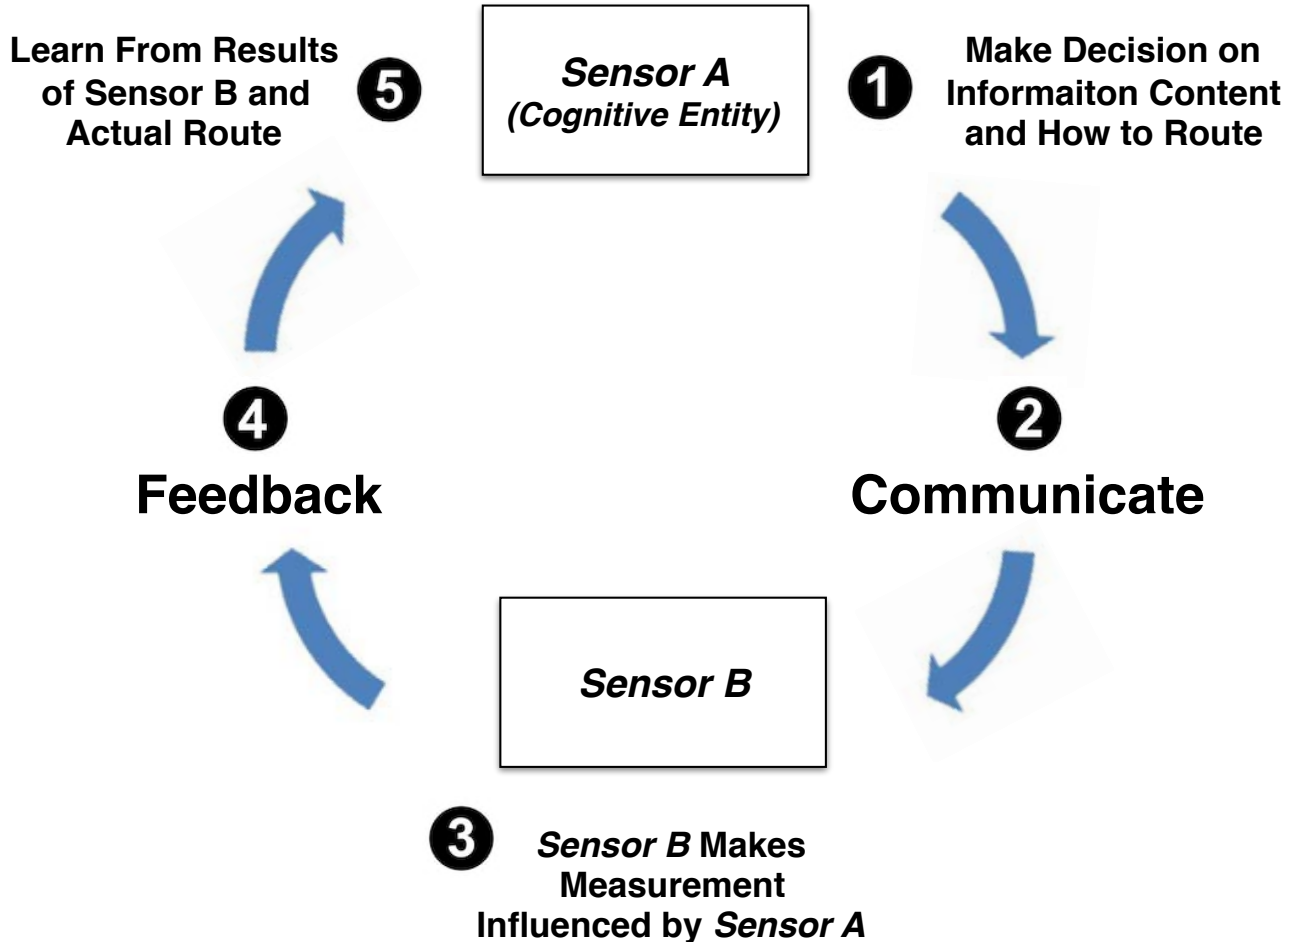 Sensor A
(Cognitive Entity)
1
Make Decision on
Informaiton Content
and How to Route
2
Communicate
Sensor B
3
Sensor B Makes
Measurement
Influenced by Sensor A
4
Feedback
5
Learn From Results
of Sensor B and
Actual Route